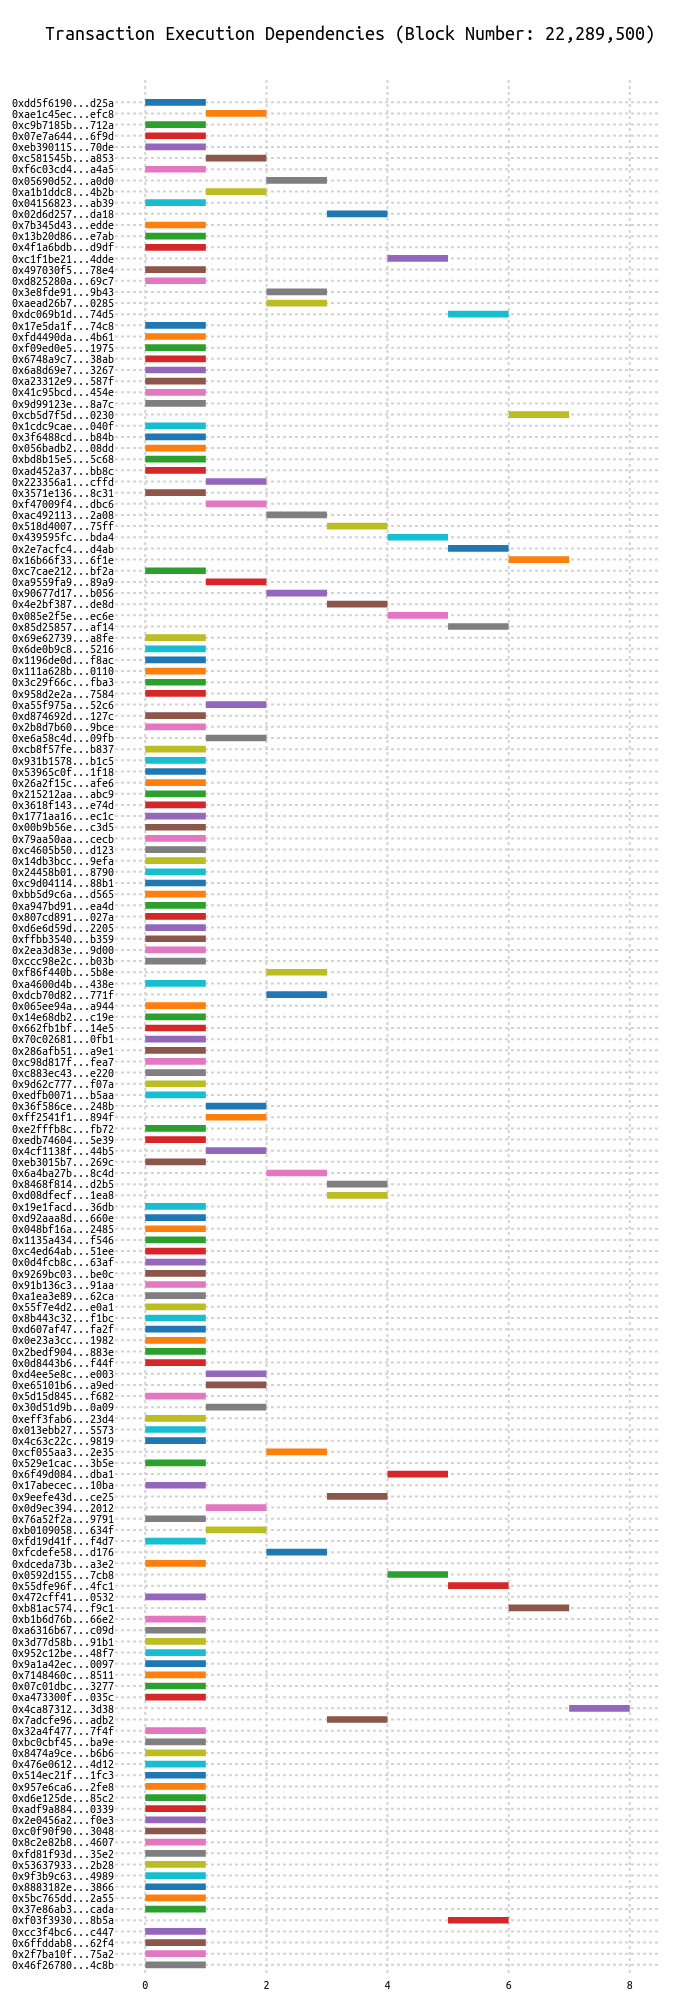 Transaction Execution Dependencies (Block Number: 22,289,500)
0xdd5f6190...d25a
0xae1c45ec...efc8
0xc9b7185b...712a
0x07e7a644...6f9d
0xeb390115...70de
0xc581545b...a853
0xf6c03cd4...a4a5
0x05690d52...a0d0
0xa1b1ddc8...4b2b
0x04156823...ab39
0x02d6d257...da18
0x7b345d43...edde
0x13b20d86...e7ab
0x4f1a6bdb...d9df
0xc1f1be21...4dde
0x497030f5...78e4
0xd825280a...69c7
0x3e8fde91...9b43
0xaead26b7...0285
0xdc069b1d...74d5
0x17e5da1f...74c8
0xfd4490da...4b61
0xf09ed0e5...1975
0x6748a9c7...38ab
0x6a8d69e7...3267
0xa23312e9...587f
0x41c95bcd...454e
0x9d99123e...8a7c
0xcb5d7f5d...0230
0x1cdc9cae...040f
0x3f6488cd...b84b
0x056badb2...08dd
0xbd8b15e5...5c68
0xad452a37...bb8c
0x223356a1...cffd
0x3571e136...8c31
0xf47009f4...dbc6
0xac492113...2a08
0x518d4007...75ff
0x439595fc...bda4
0x2e7acfc4...d4ab
0x16b66f33...6f1e
0xc7cae212...bf2a
0xa9559fa9...89a9
0x90677d17...b056
0x4e2bf387...de8d
0x085e2f5e...ec6e
0x85d25857...af14
0x69e62739...a8fe
0x6de0b9c8...5216
0x1196de0d...f8ac
0x111a628b...0110
0x3c29f66c...fba3
0x958d2e2a...7584
0xa55f975a...52c6
0xd874692d...127c
0x2b8d7b60...9bce
0xe6a58c4d...09fb
0xcb8f57fe...b837
0x931b1578...b1c5
0x53965c0f...1f18
0x26a2f15c...afe6
0x215212aa...abc9
0x3618f143...e74d
0x1771aa16...ec1c
0x00b9b56e...c3d5
0x79aa50aa...cecb
0xc4605b50...d123
0x14db3bcc...9efa
0x24458b01...8790
0xc9d04114...88b1
0xbb5d9c6a...d565
0xa947bd91...ea4d
0x807cd891...027a
0xd6e6d59d...2205
0xffbb3540...b359
0x2ea3d83e...9d00
0xccc98e2c...b03b
0xf86f440b...5b8e
0xa4600d4b...438e
0xdcb70d82...771f
0x065ee94a...a944
0x14e68db2...c19e
0x662fb1bf...14e5
0x70c02681...0fb1
0x286afb51...a9e1
0xc98d817f...fea7
0xc883ec43...e220
0x9d62c777...f07a
0xedfb0071...b5aa
0x36f586ce...248b
0xff2541f1...894f
0xe2fffb8c...fb72
0xedb74604...5e39
0x4cf1138f...44b5
0xeb3015b7...269c
0x6a4ba27b...8c4d
0x8468f814...d2b5
0xd08dfecf...1ea8
0x19e1facd...36db
0xd92aaa8d...660e
0x048bf16a...2485
0x1135a434...f546
0xc4ed64ab...51ee
0x0d4fcb8c...63af
0x9269bc03...be0c
0x91b136c3...91aa
0xa1ea3e89...62ca
0x55f7e4d2...e0a1
0x8b443c32...f1bc
0xd607af47...fa2f
0x0e23a3cc...1982
0x2bedf904...883e
0x0d8443b6...f44f
0xd4ee5e8c...e003
0xe65101b6...a9ed
0x5d15d845...f682
0x30d51d9b...0a09
0xeff3fab6...23d4
0x013ebb27...5573
0x4c63c22c...9819
0xcf055aa3...2e35
0x529e1cac...3b5e
0x6f49d084...dba1
0x17abecec...10ba
0x9eefe43d...ce25
0x0d9ec394...2012
0x76a52f2a...9791
0xb0109058...634f
0xfd19d41f...f4d7
0xfcdefe58...d176
0xdceda73b...a3e2
0x0592d155...7cb8
0x55dfe96f...4fc1
0x472cff41...0532
0xb81ac574...f9c1
0xb1b6d76b...66e2
0xa6316b67...c09d
0x3d77d58b...91b1
0x952c12be...48f7
0x9a1a42ec...0097
0x7148460c...8511
0x07c01dbc...3277
0xa473300f...035c
0x4ca87312...3d38
0x7adcfe96...adb2
0x32a4f477...7f4f
0xbc0cbf45...ba9e
0x8474a9ce...b6b6
0x476e0612...4d12
0x514ec21f...1fc3
0x957e6ca6...2fe8
0xd6e125de...85c2
0xadf9a884...0339
0x2e0456a2...f0e3
0xc0f90f90...3048
0x8c2e82b8...4607
0xfd81f93d...35e2
0x53637933...2b28
0x9f3b9c63...4989
0x8883182e...3866
0x5bc765dd...2a55
0x37e86ab3...cada
0xf03f3930...8b5a
0xcc3f4bc6...c447
0x6ffddab8...62f4
0x2f7ba10f...75a2
0x46f26780...4c8b
0 2 4 6 8